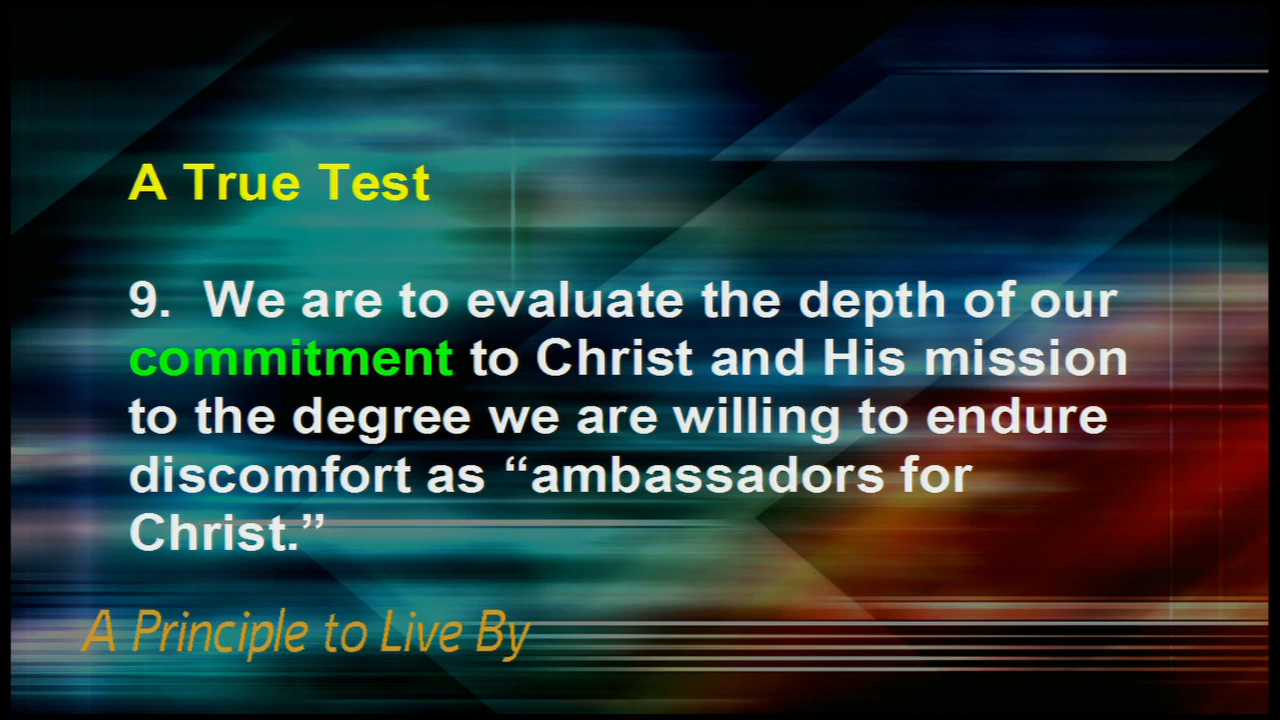 A True Test
9. We are to evaluate the depth of our
commitment to Christ and His mission
to the degree we are willing to endure
discomfort as “ambassadors for
Christ.”
A Principle to Live By